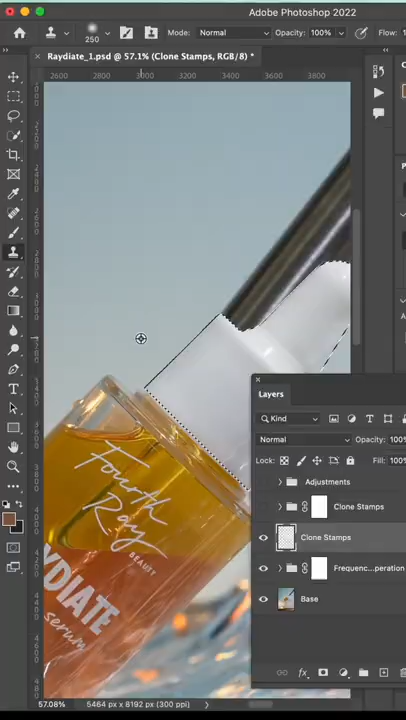 Adobe Photoshop 2022
250
Mode: Normal
Opacity: 100%
Flow:
Raydiate_1.psd @ 57.1% (Clone Stamps, RGB/8) *
2600 2800 3000 3200 3400 3600 3800
Fourth
Ray
BEAUTY
YDIATE
serum
Layers
Kind
Normal
Opacity: 100%
Lock:
Fill: 100%
Adjustments
Clone Stamps
Clone Stamps
Frequenc...paration
Base
fx
57.08%
5464 px x 8192 px (300 ppi)